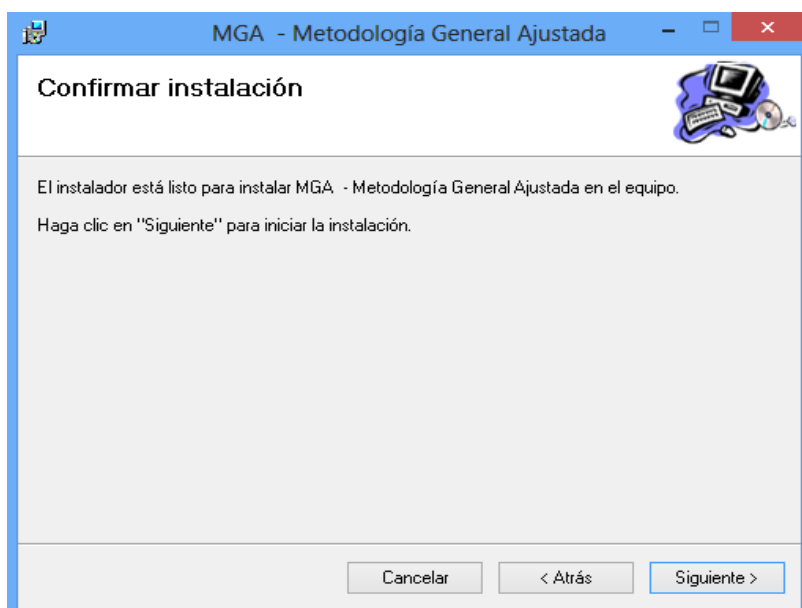 MGA - Metodología General Ajustada
Confirmar instalación
El instalador está listo para instalar MGA - Metodología General Ajustada en el equipo.
Haga clic en "Siguiente" para iniciar la instalación.
Cancelar < Atrás Siguiente >